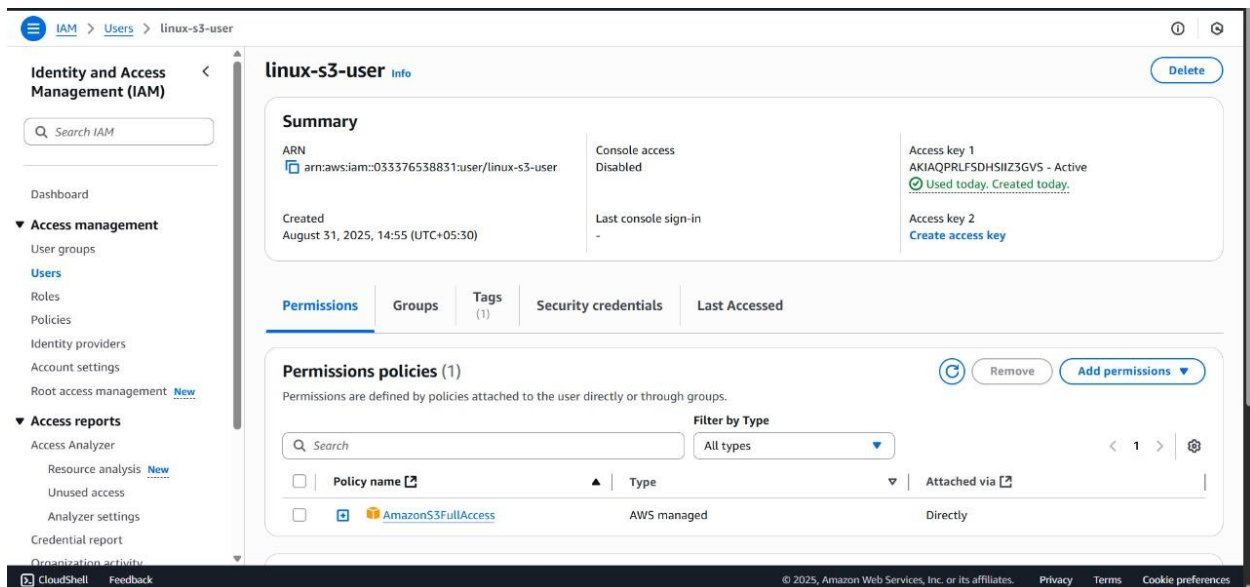 IAM > Users > linux-s3-user
Identity and Access
Management (IAM)
Search IAM
Dashboard
Access management
User groups
Users
Roles
Policies
Identity providers
Account settings
Root access management New
Access reports
Access Analyzer
Resource analysis New
Unused access
Analyzer settings
Credential report
Organization activity
linux-s3-user Info
Delete
Summary
ARN
arn:aws:iam::033376538831:user/linux-s3-user
Console access
Disabled
Access key 1
AKIAQPRLFSDHSIIZ3GVS - Active
Used today. Created today.
Created
August 31, 2025, 14:55 (UTC+05:30)
Last console sign-in
-
Access key 2
Create access key
Permissions
Groups
Tags
(1)
Security credentials
Last Accessed
Permissions policies (1)
Remove
Add permissions
Permissions are defined by policies attached to the user directly or through groups.
Filter by Type
Search
All types
1
Policy name
Type
Attached via
AmazonS3FullAccess
AWS managed
Directly
CloudShell Feedback
© 2025, Amazon Web Services, Inc. or its affiliates. Privacy Terms Cookie preferences